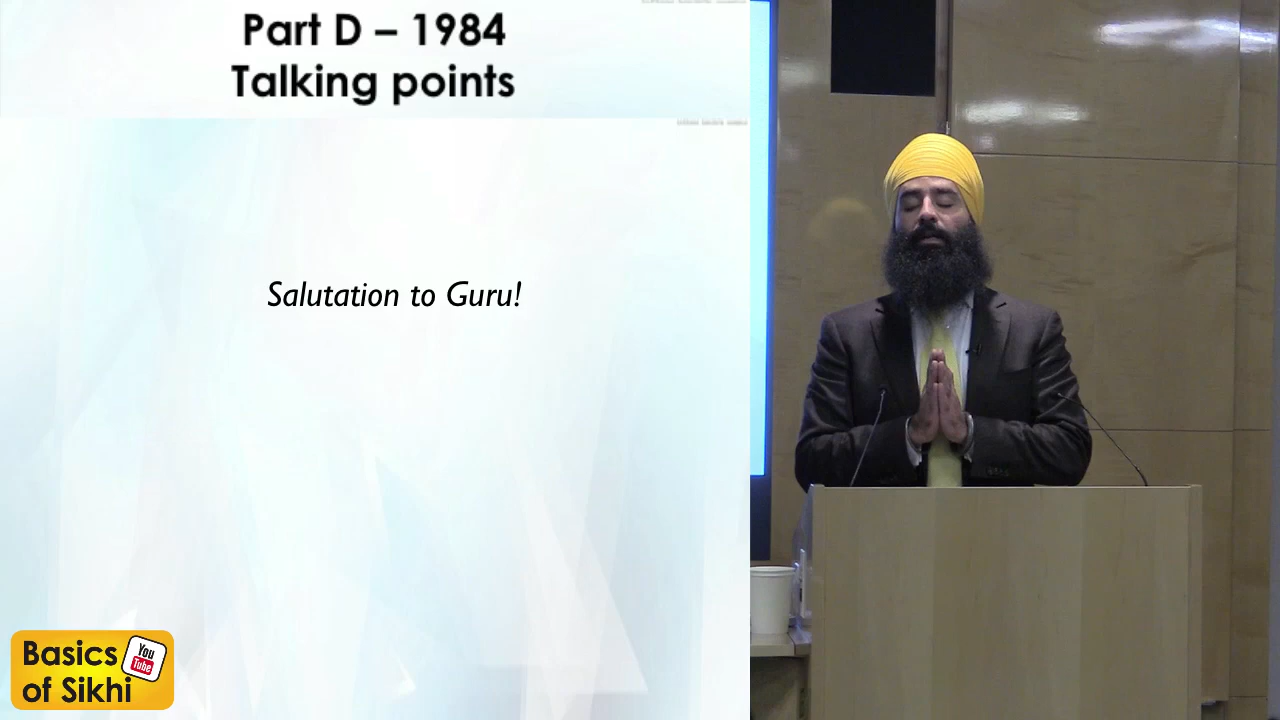 Part D – 1984
Talking points
Salutation to Guru!
Basics
of Sikhi
You
Tube